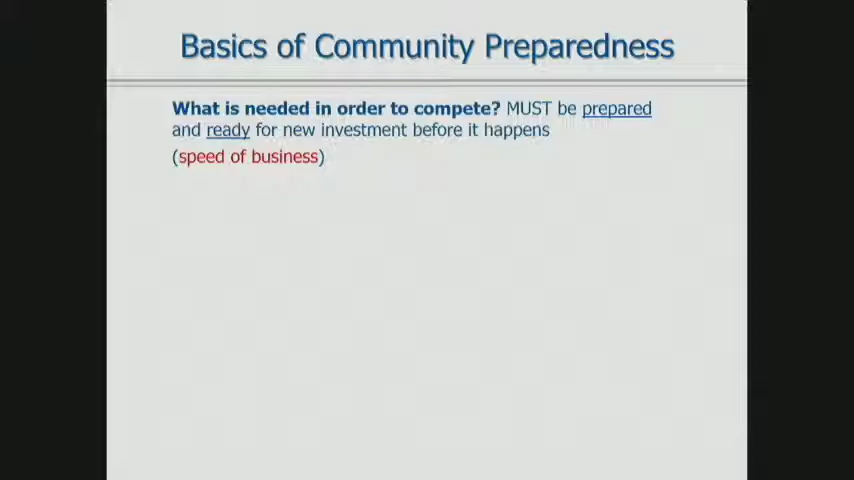 Basics of Community Preparedness
What is needed in order to compete? MUST be prepared
and ready for new investment before it happens
(speed of business)